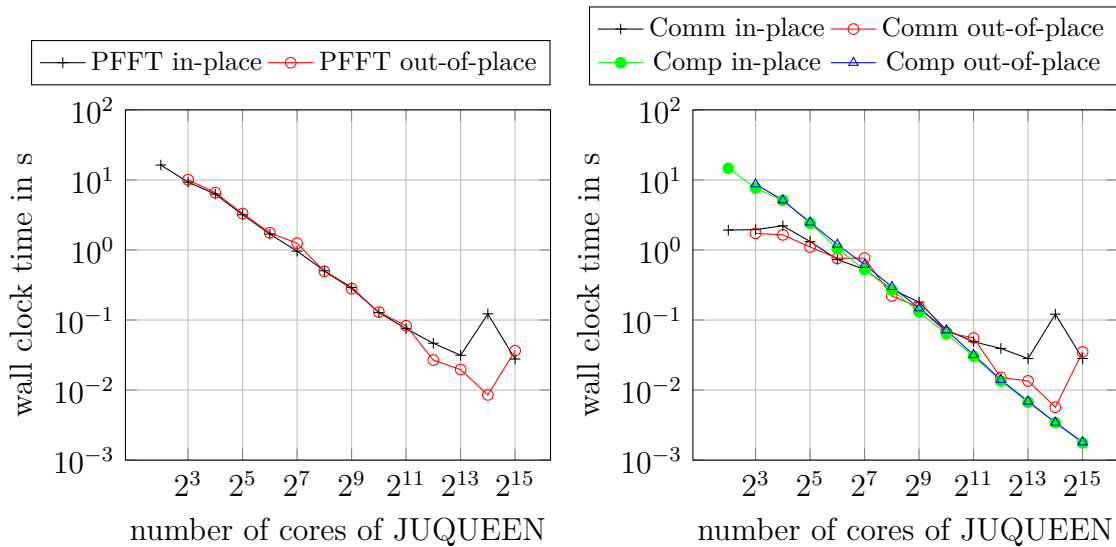 PFFT in-place PFFT out-of-place
10^2
10^1
10^0
10^−1
10^−2
10^−3
wall clock time in s
2^3 2^5 2^7 2^9 2^11 2^13 2^15
number of cores of JUQUEEN
Comm in-place Comm out-of-place
Comp in-place Comp out-of-place
10^2
10^1
10^0
10^−1
10^−2
10^−3
wall clock time in s
2^3 2^5 2^7 2^9 2^11 2^13 2^15
number of cores of JUQUEEN